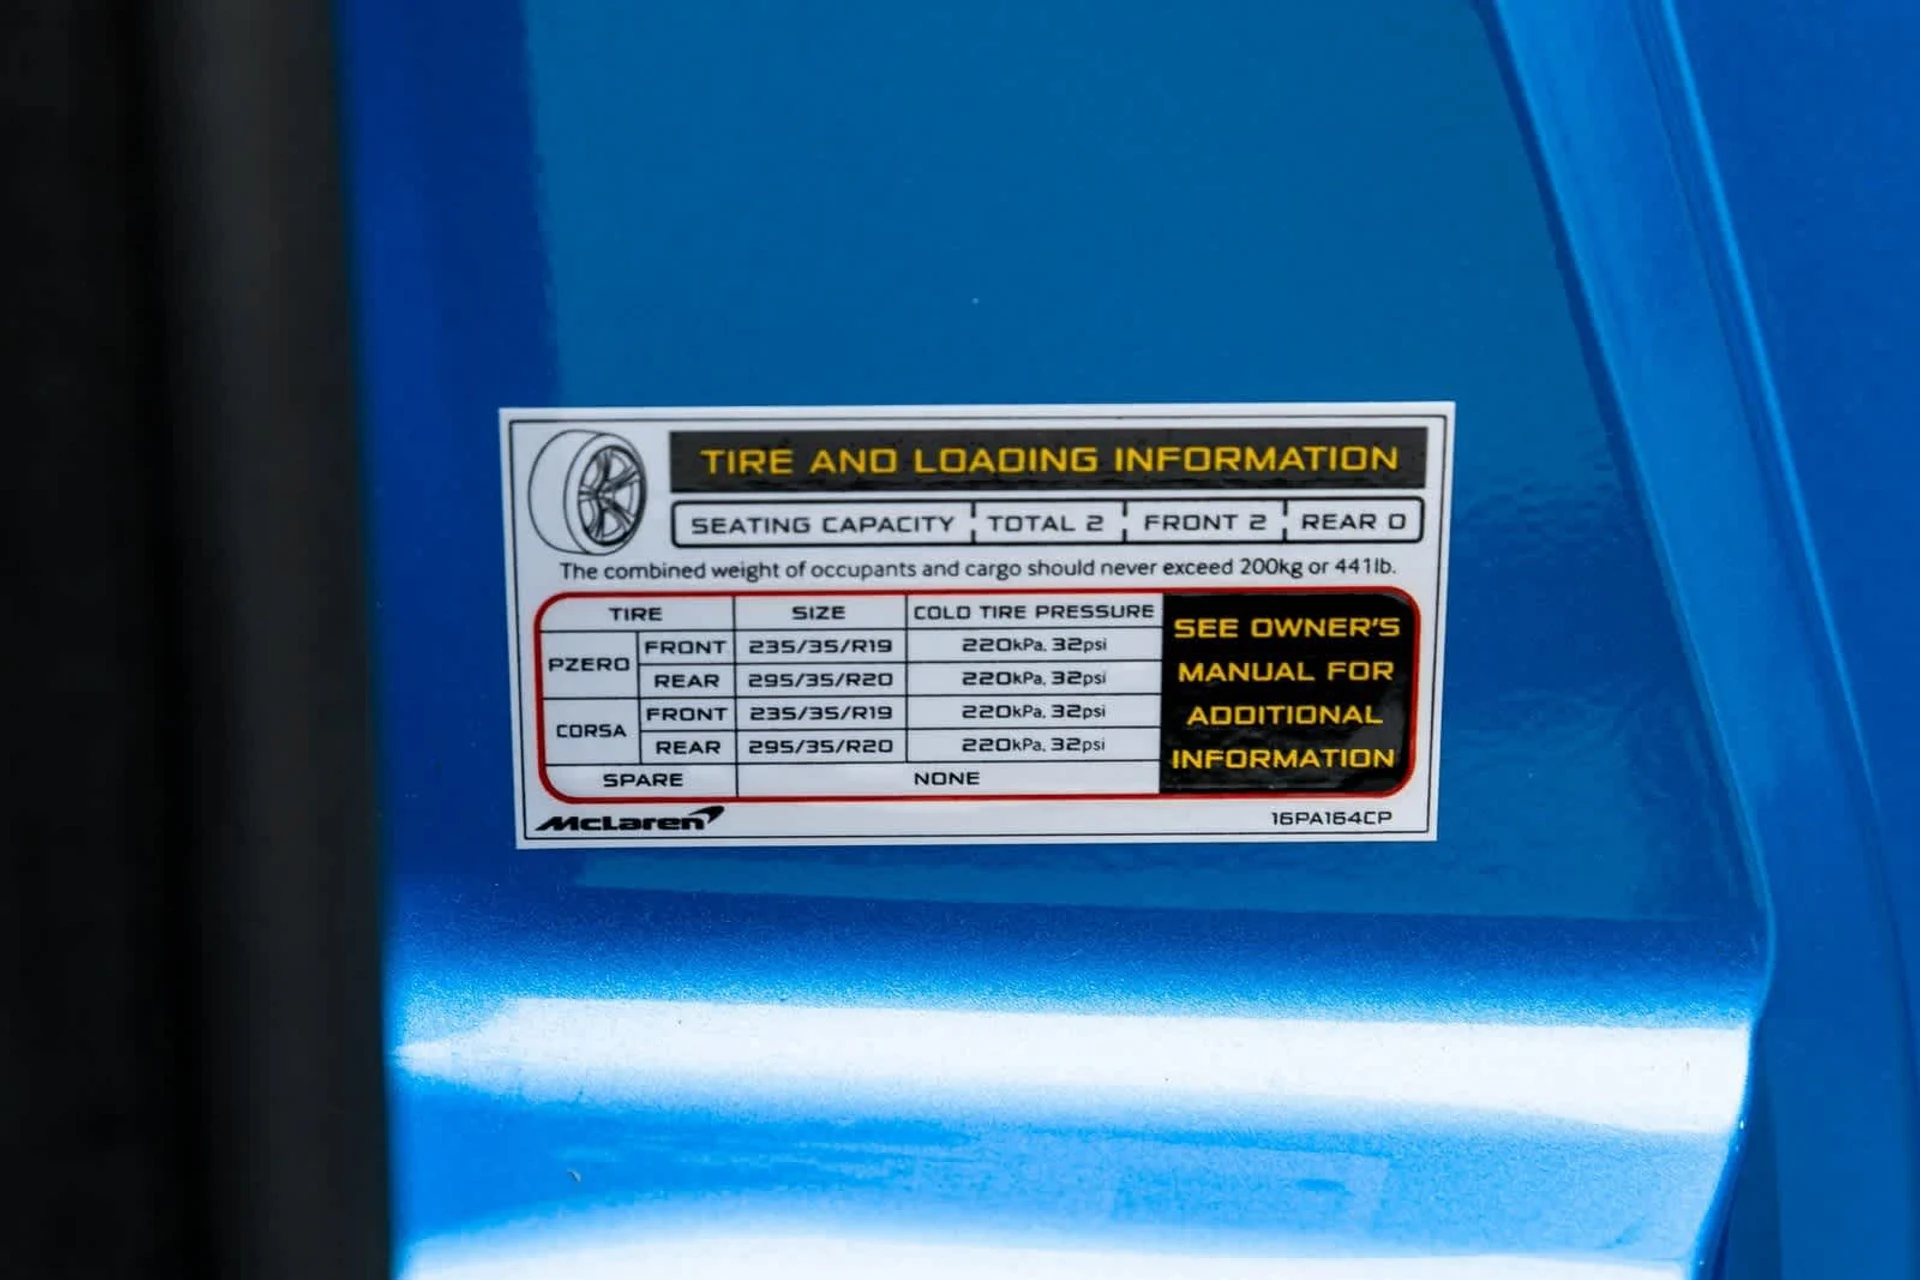 TIRE AND LOADING INFORMATION
SEATING CAPACITY TOTAL 2 FRONT 2 REAR 0
The combined weight of occupants and cargo should never exceed 200kg or 441lb.
TIRE SIZE COLD TIRE PRESSURE
PZERO FRONT 235/35/R19 220kPa, 32psi
REAR 295/35/R20 220kPa, 32psi
CORSA FRONT 235/35/R19 220kPa, 32psi
REAR 295/35/R20 220kPa, 32psi
SPARE NONE
SEE OWNER'S
MANUAL FOR
ADDITIONAL
INFORMATION
McLaren 16PA164CP